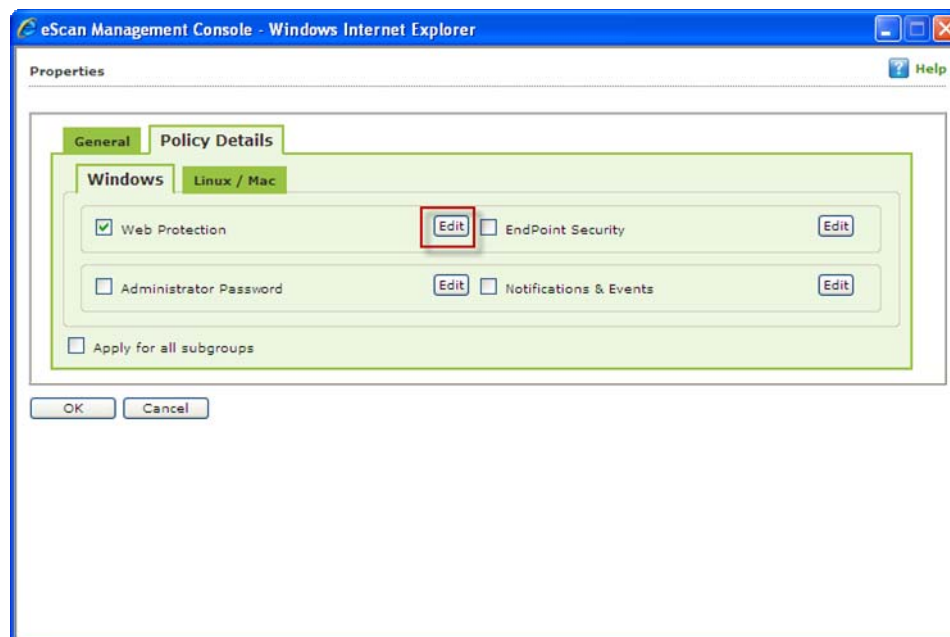 eScan Management Console - Windows Internet Explorer
Properties
Help
General
Policy Details
Windows
Linux / Mac
Web Protection
Edit
EndPoint Security
Edit
Administrator Password
Edit
Notifications & Events
Edit
Apply for all subgroups
OK
Cancel